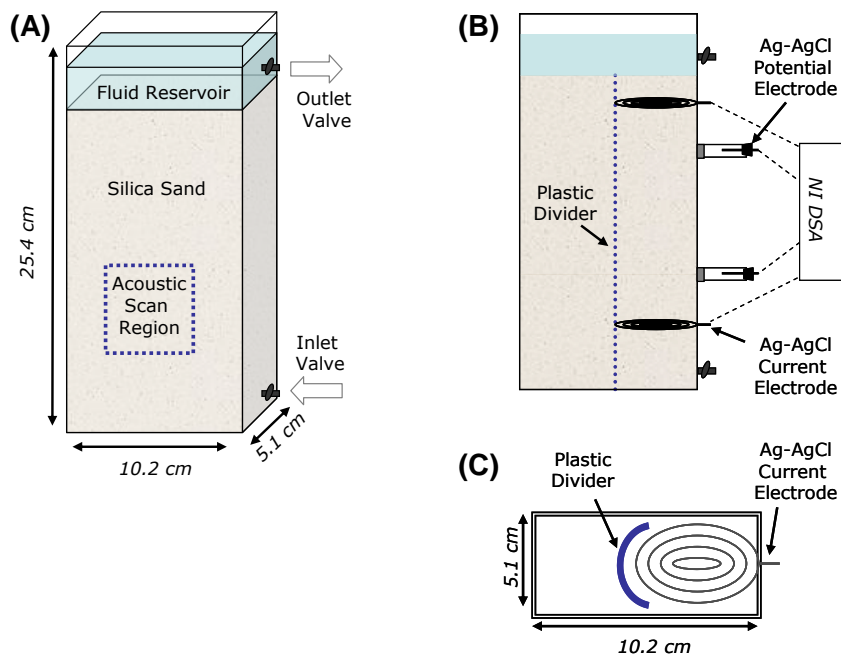 (A)
Fluid Reservoir
Outlet
Valve
Silica Sand
25.4 cm
Acoustic
Scan
Region
Inlet
Valve
10.2 cm
5.1 cm
(B)
Ag-AgCl
Potential
Electrode
Plastic
Divider
NI DSA
Ag-AgCl
Current
Electrode
(C)
Plastic
Divider
Ag-AgCl
Current
Electrode
5.1 cm
10.2 cm